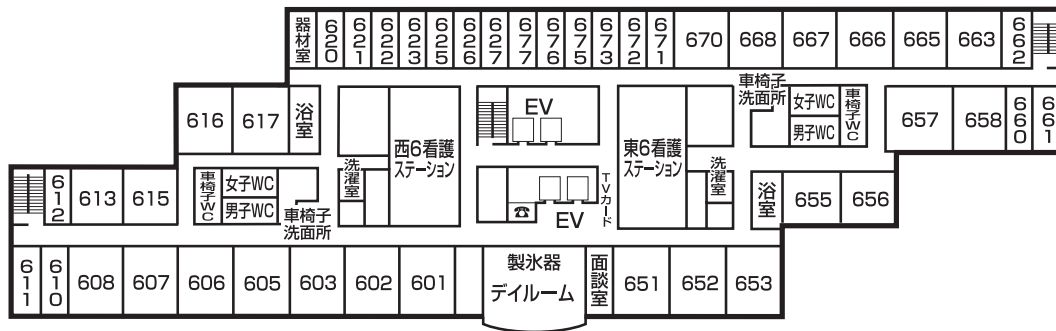 器材室
620
621
622
623
625
626
627
677
676
675
673
672
671
670
668
667
666
665
663
662
616
617
浴室
西6看護
ステーション
洗濯室
EV
東6看護
ステーション
洗濯室
車椅子
洗面所
女子WC
男子WC
車椅子WC
657
658
660
661
612
613
615
車椅子WC
女子WC
男子WC
車椅子
洗面所
EV
TVカード
浴室
655
656
611
610
608
607
606
605
603
602
601
製氷器
デイルーム
面談室
651
652
653